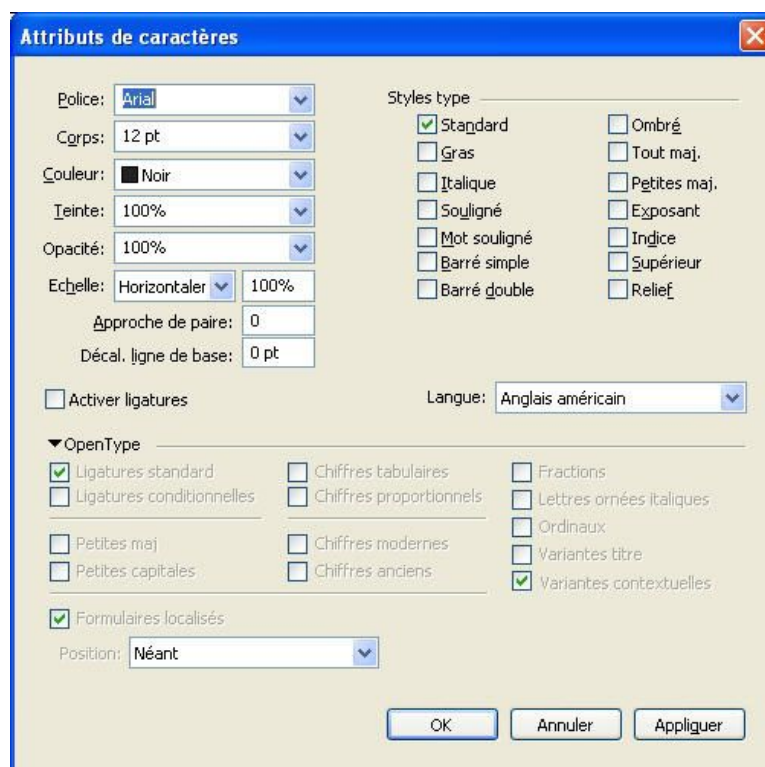 Attributs de caractères
Police: Arial
Corps: 12 pt
Couleur: Noir
Teinte: 100%
Opacité: 100%
Echelle: Horizontaler 100%
Approche de paire: 0
Décal. ligne de base: 0 pt
Styles type
Standard Ombré
Gras Tout maj.
Italique Petites maj.
Souligné Exposant
Mot souligné Indice
Barré simple Supérieur
Barré double Relief
Activer ligatures
Langue: Anglais américain
OpenType
Ligatures standard Chiffres tabulaires Fractions
Ligatures conditionnelles Chiffres proportionnels Lettres ornées italiques
Ordinaux
Petites maj Chiffres modernes Variantes titre
Petites capitales Chiffres anciens Variantes contextuelles
Formulaires localisés
Position: Néant
OK Annuler Appliquer